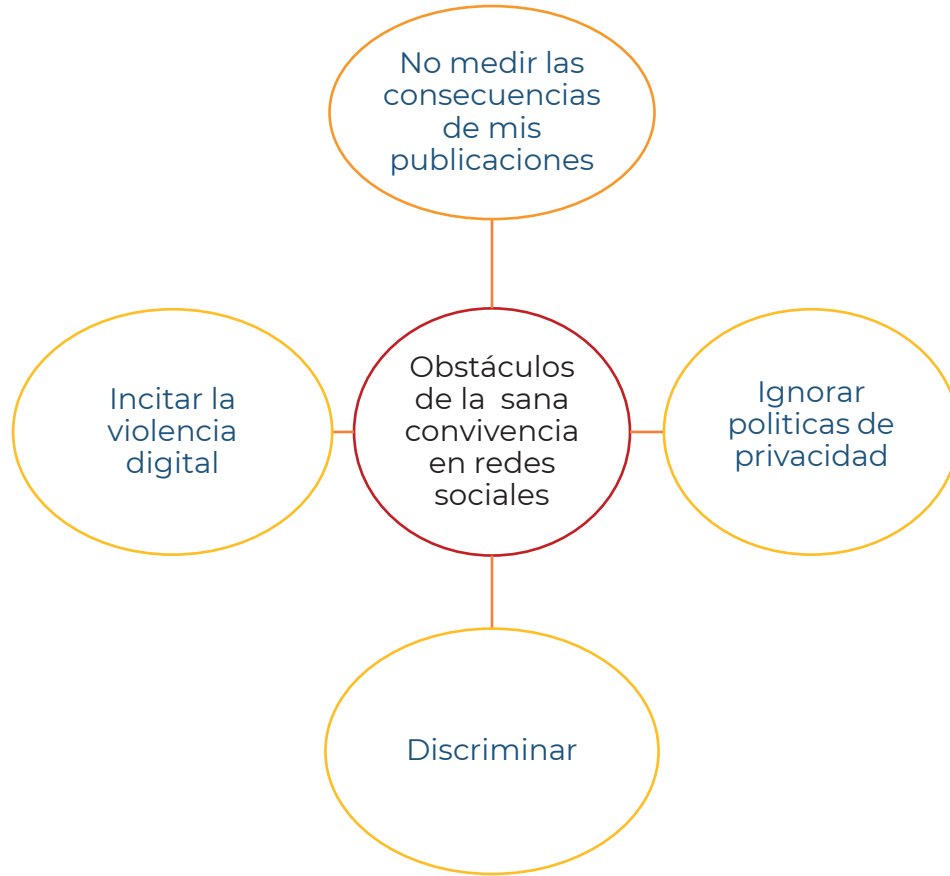 No medir las
consecuencias
de mis
publicaciones
Incitar la
violencia
digital
Obstáculos
de la  sana
convivencia
en redes
sociales
Ignorar
politicas de
privacidad
Discriminar